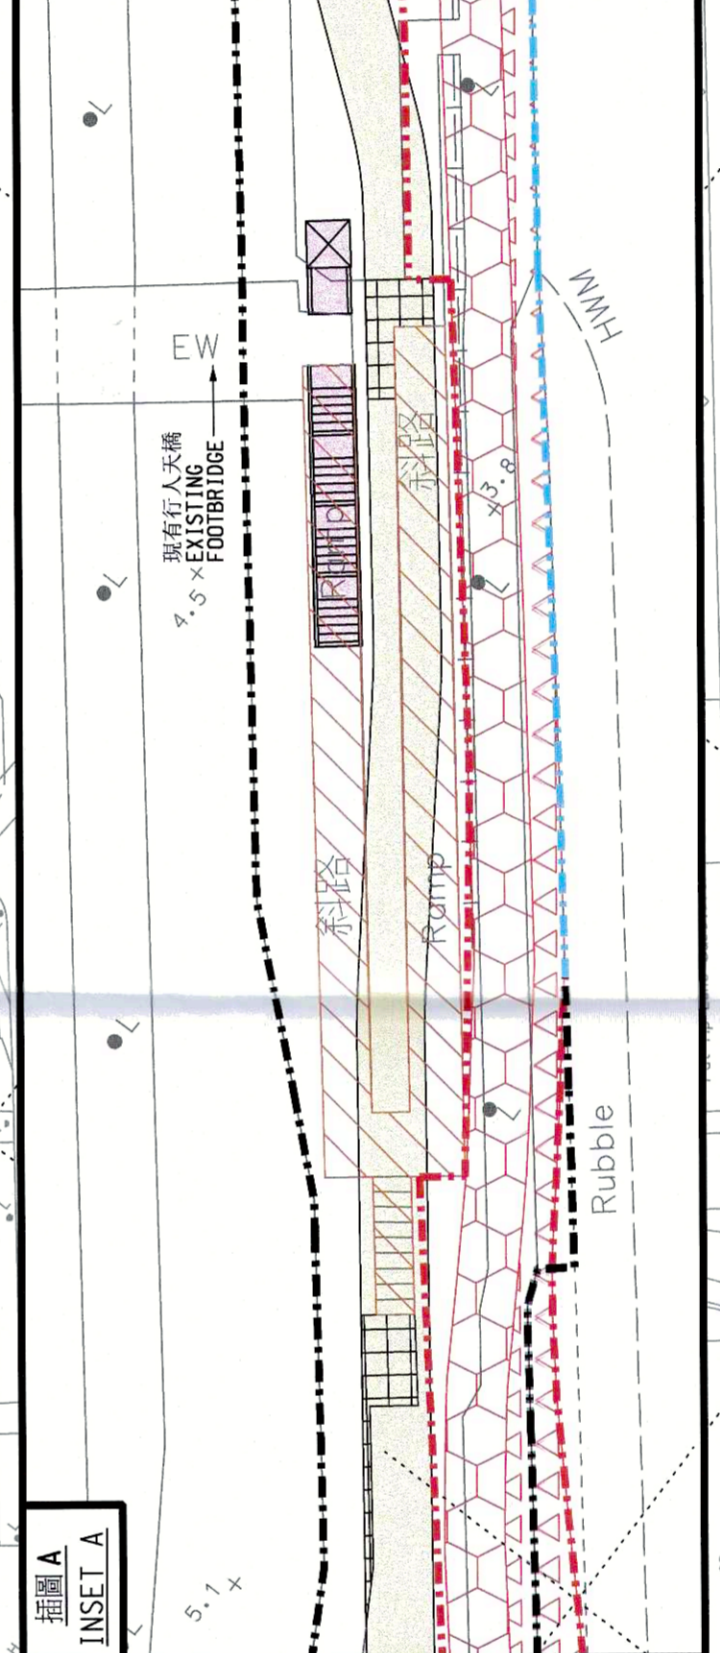 HWM
EW
現有行人天橋
EXISTING
FOOTBRIDGE
斜路
+3.8
Ramp
4.5 ×
斜路
Ramp
Rubble
插圖 A
INSET A
5.1 ×